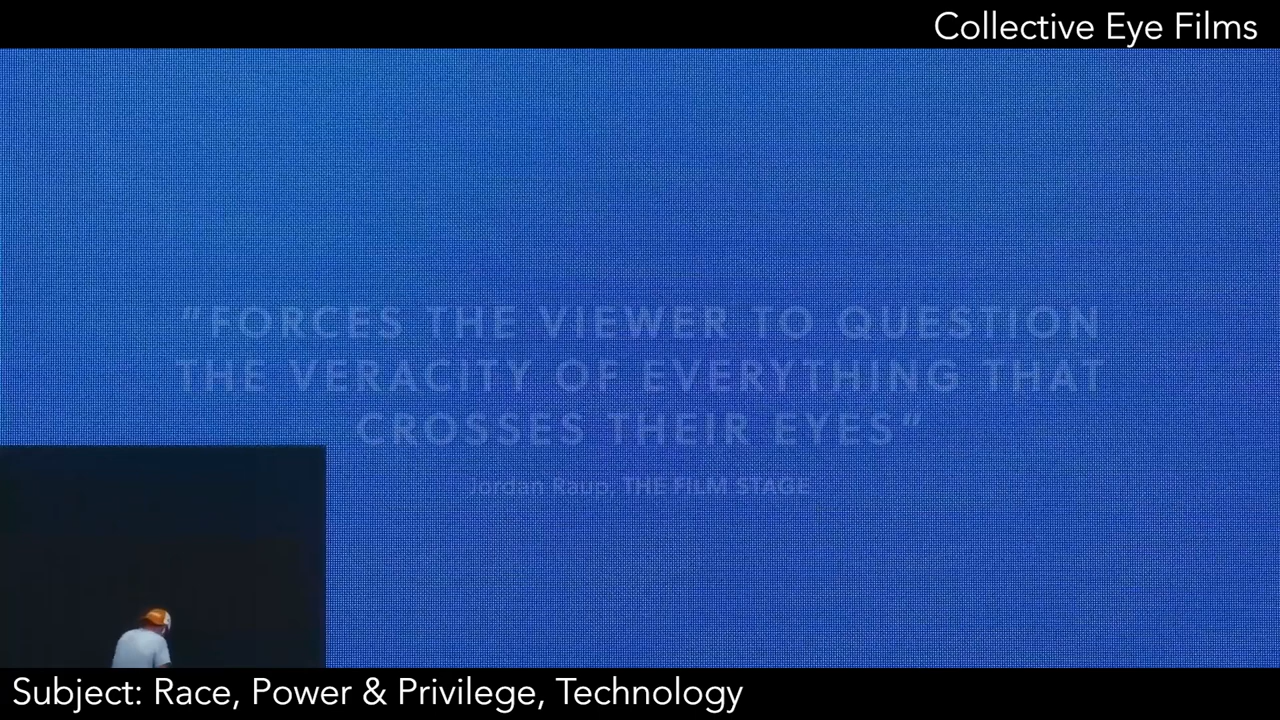 Collective Eye Films
“FORCES THE VIEWER TO QUESTION
THE VERACITY OF EVERYTHING THAT
CROSSES THEIR EYES”
Jordan Raup, THE FILM STAGE
Subject: Race, Power & Privilege, Technology